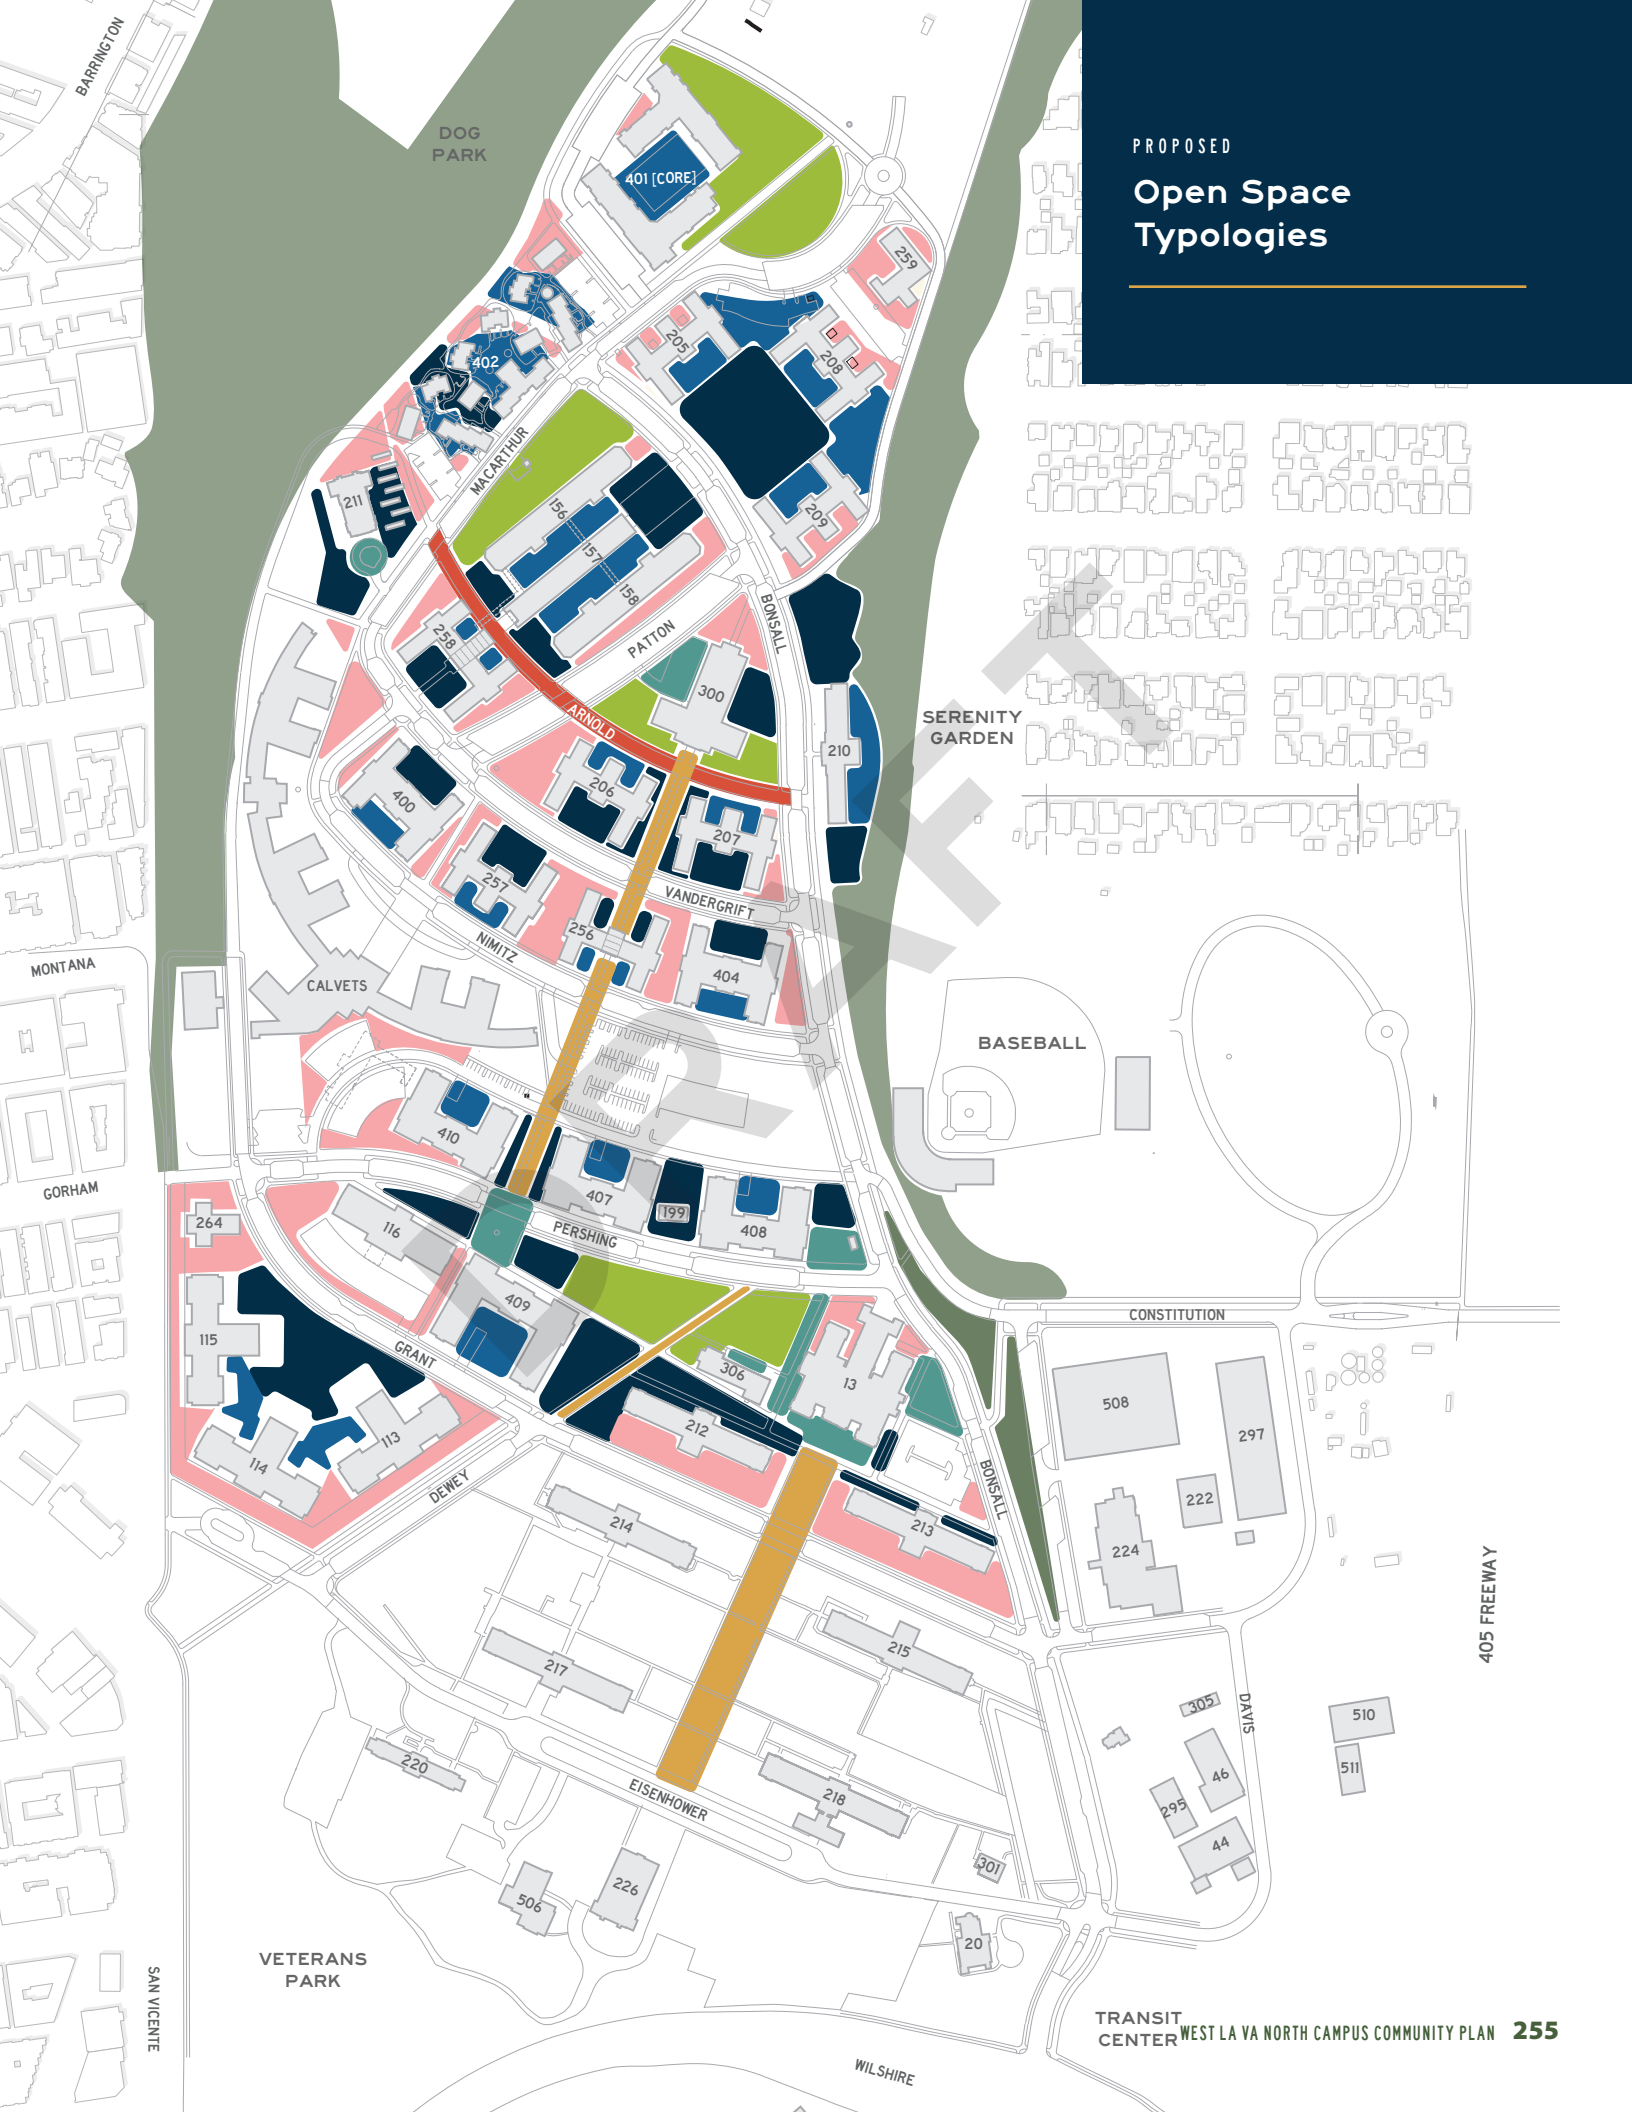 PROPOSED
Open Space
Typologies
BARRINGTON
DOG
PARK
401 [CORE]
259
205
208
402
MACARTHUR
211
156
157
158
209
BONSALL
258
PATTON
300
ARNOLD
SERENITY
GARDEN
210
206
207
400
257
VANDERGRIFT
256
NIMITZ
404
MONTANA
CALVETS
BASEBALL
410
407
199
408
GORHAM
264
116
PERSHING
409
CONSTITUTION
115
GRANT
306
13
212
508
297
114
113
DEWEY
BONSALL
222
214
213
224
405 FREEWAY
215
217
305
DAVIS
510
220
46
511
218
295
EISENHOWER
44
301
226
506
20
VETERANS
PARK
SAN VICENTE
TRANSIT
CENTER
WILSHIRE
DRAFT
WEST LA VA NORTH CAMPUS COMMUNITY PLAN 255